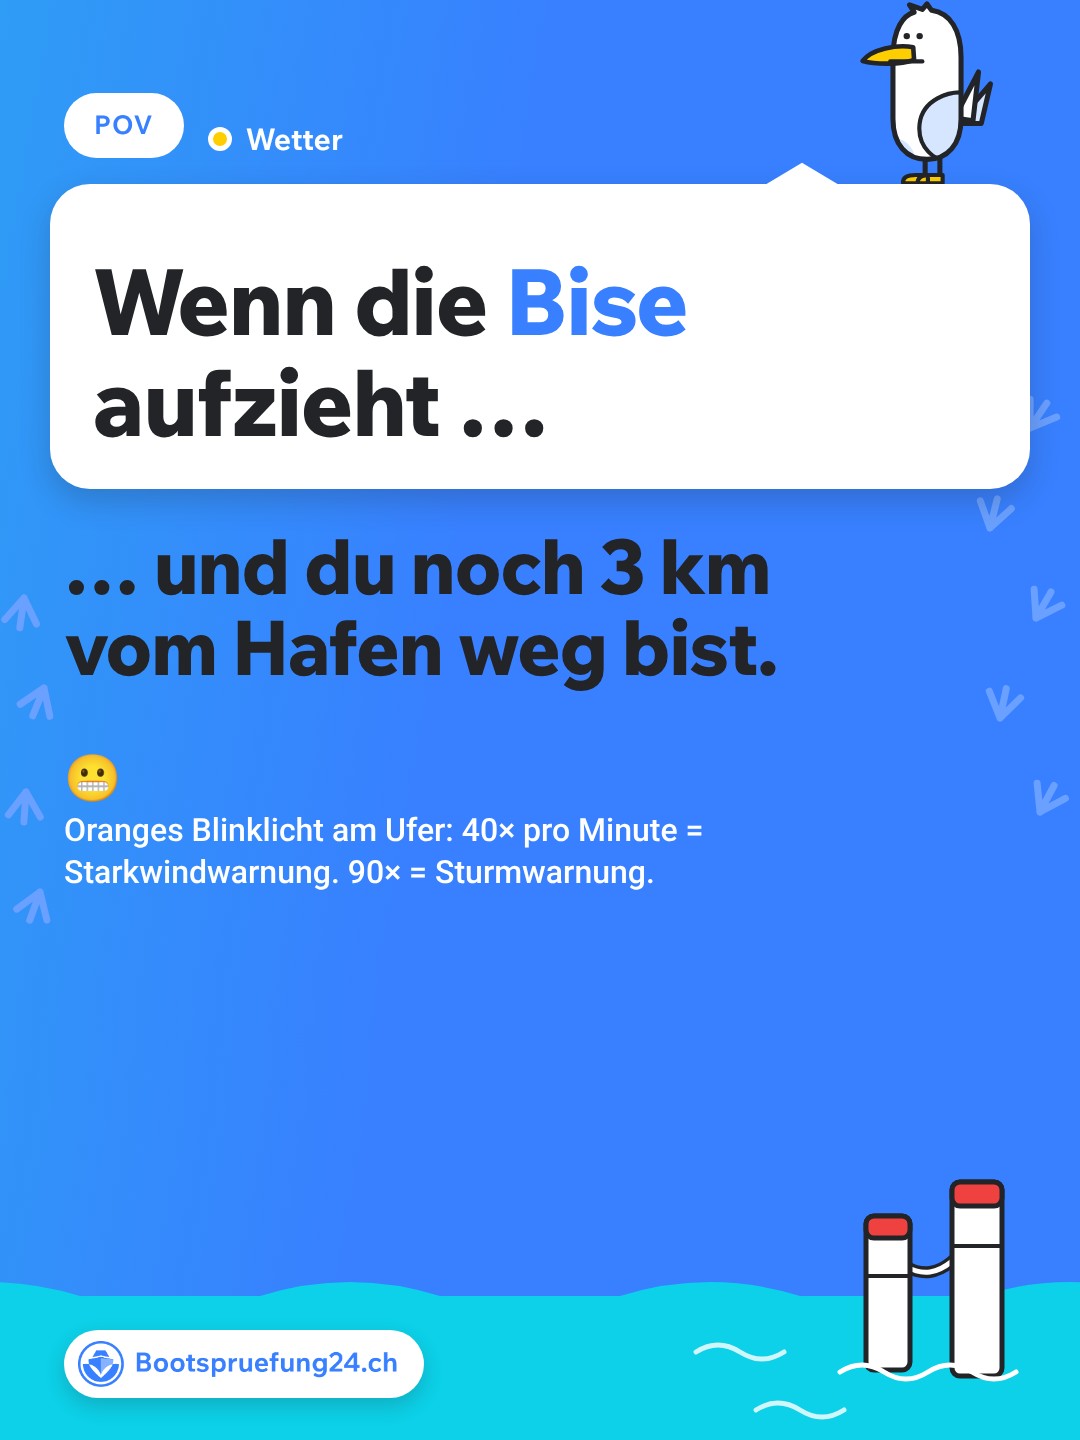 POV
Wetter
Wenn die Bise
aufzieht ...
... und du noch 3 km
vom Hafen weg bist.
😬
Oranges Blinklicht am Ufer: 40× pro Minute =
Starkwindwarnung. 90× = Sturmwarnung.
Bootspruefung24.ch